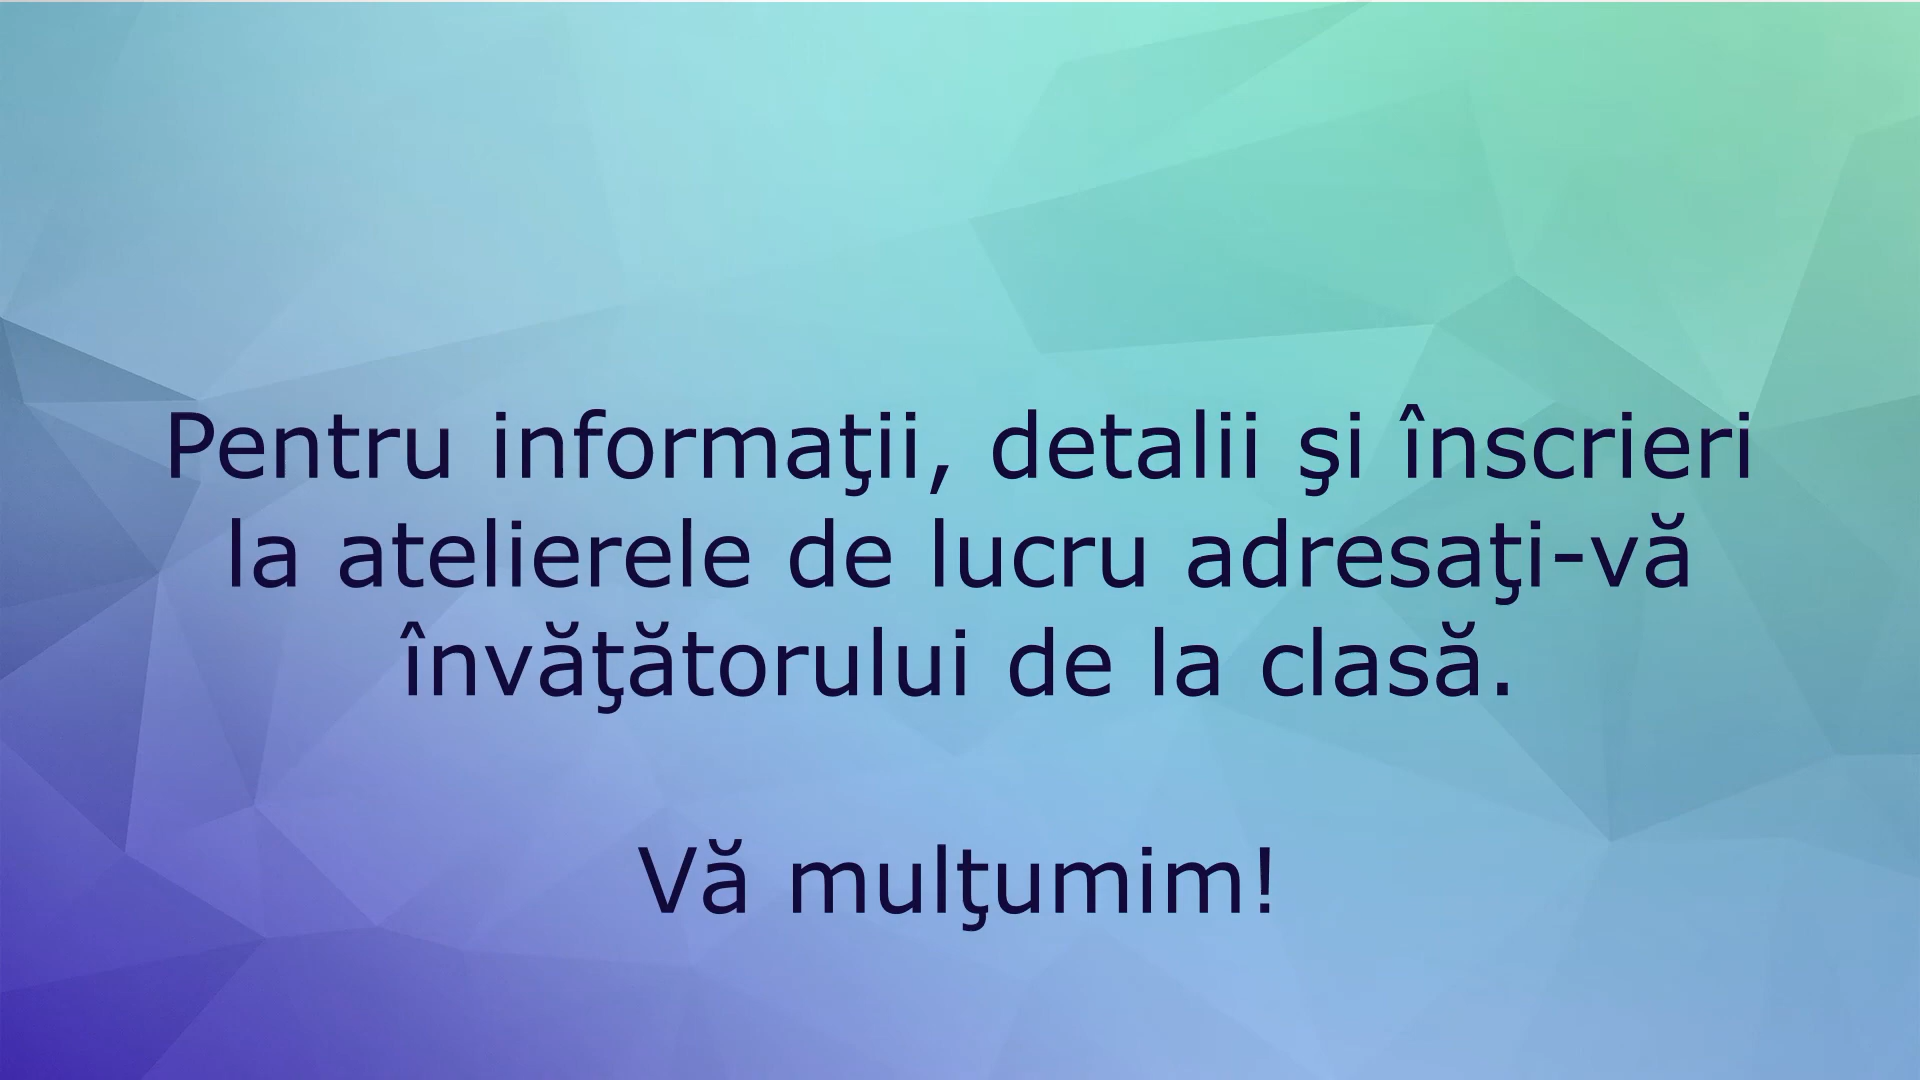 Pentru informaţii, detalii şi înscrieri
la atelierele de lucru adresaţi-vă
învăţătorului de la clasă.
Vă mulţumim!